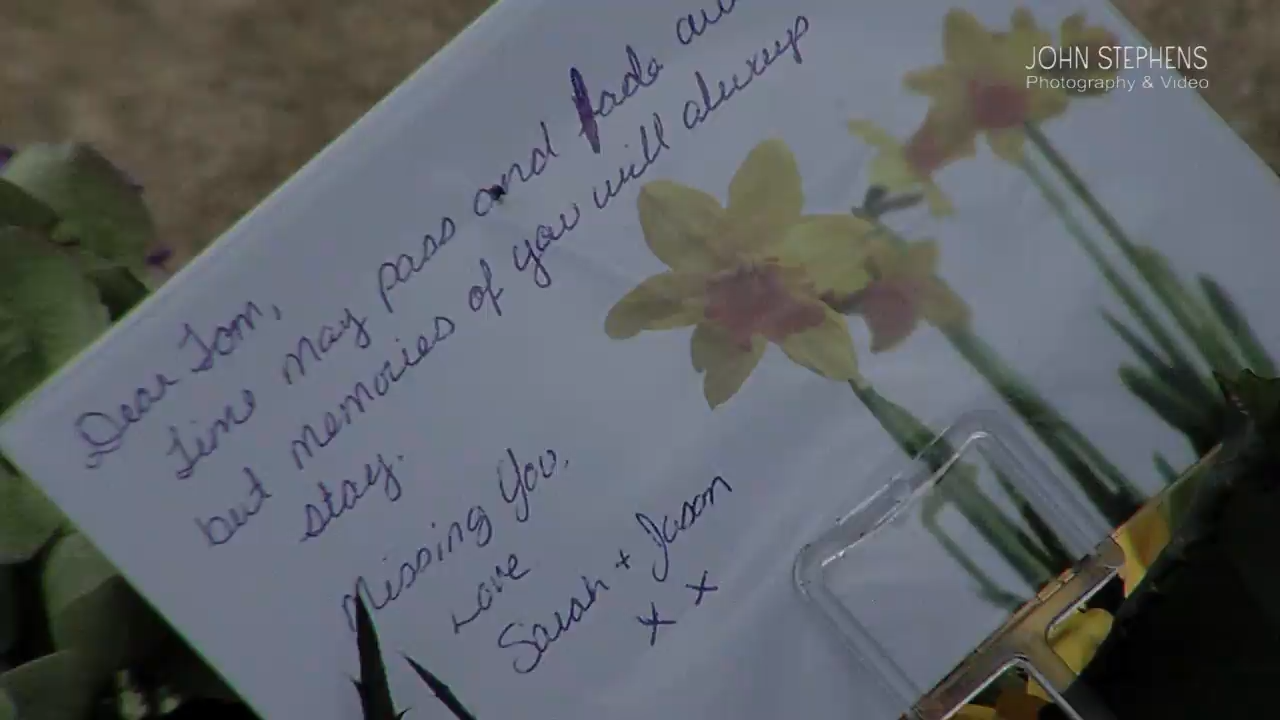 JOHN STEPHENS
Photography & Video
Dear Tom,
Time may pass and fade
but memories of you will always
stay.
Missing You,
Love
Sarah + Jason
x x